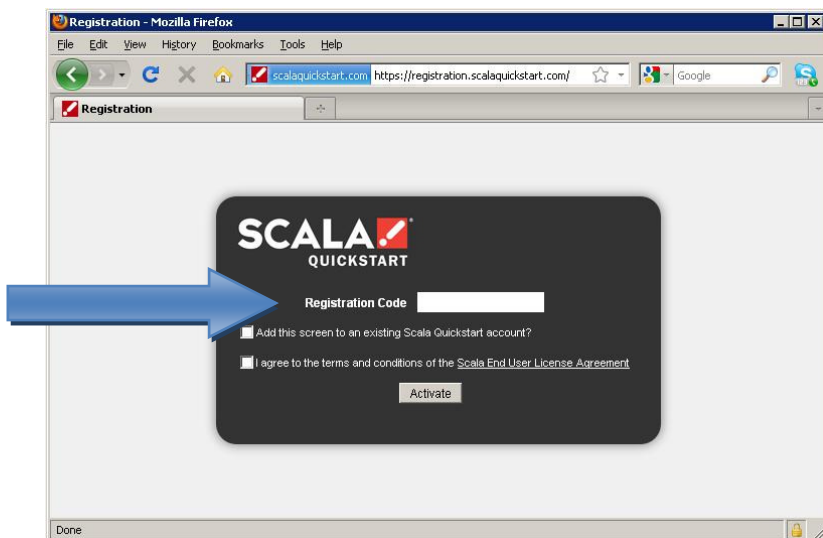 Registration - Mozilla Firefox
File Edit View History Bookmarks Tools Help
scalaquickstart.com https://registration.scalaquickstart.com/ Google
Registration
SCALA
QUICKSTART
Registration Code
Add this screen to an existing Scala Quickstart account?
I agree to the terms and conditions of the Scala End User License Agreement
Activate
Done